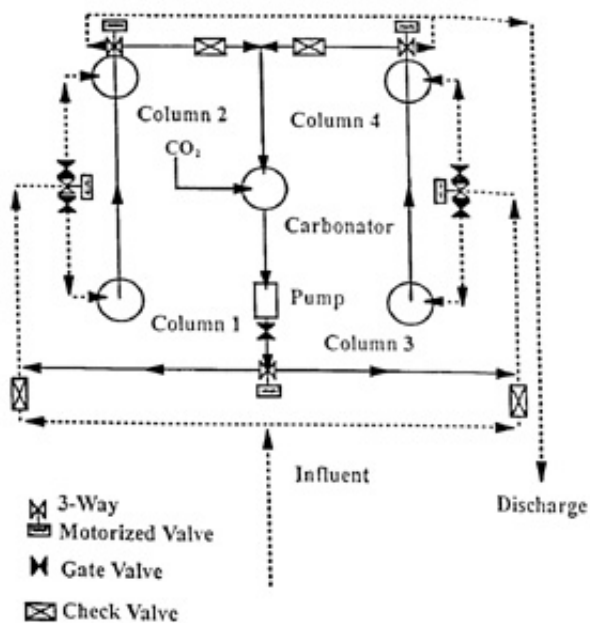 Column 2
Column 4
CO₂
Carbonator
Pump
Column 1
Column 3
Influent
Discharge
3-Way
Motorized Valve
Gate Valve
Check Valve